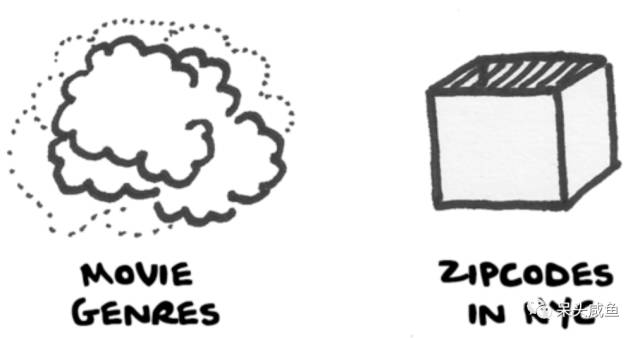 MOVIE
GENRES
ZIPCODES
IN NYC
呆头咸鱼